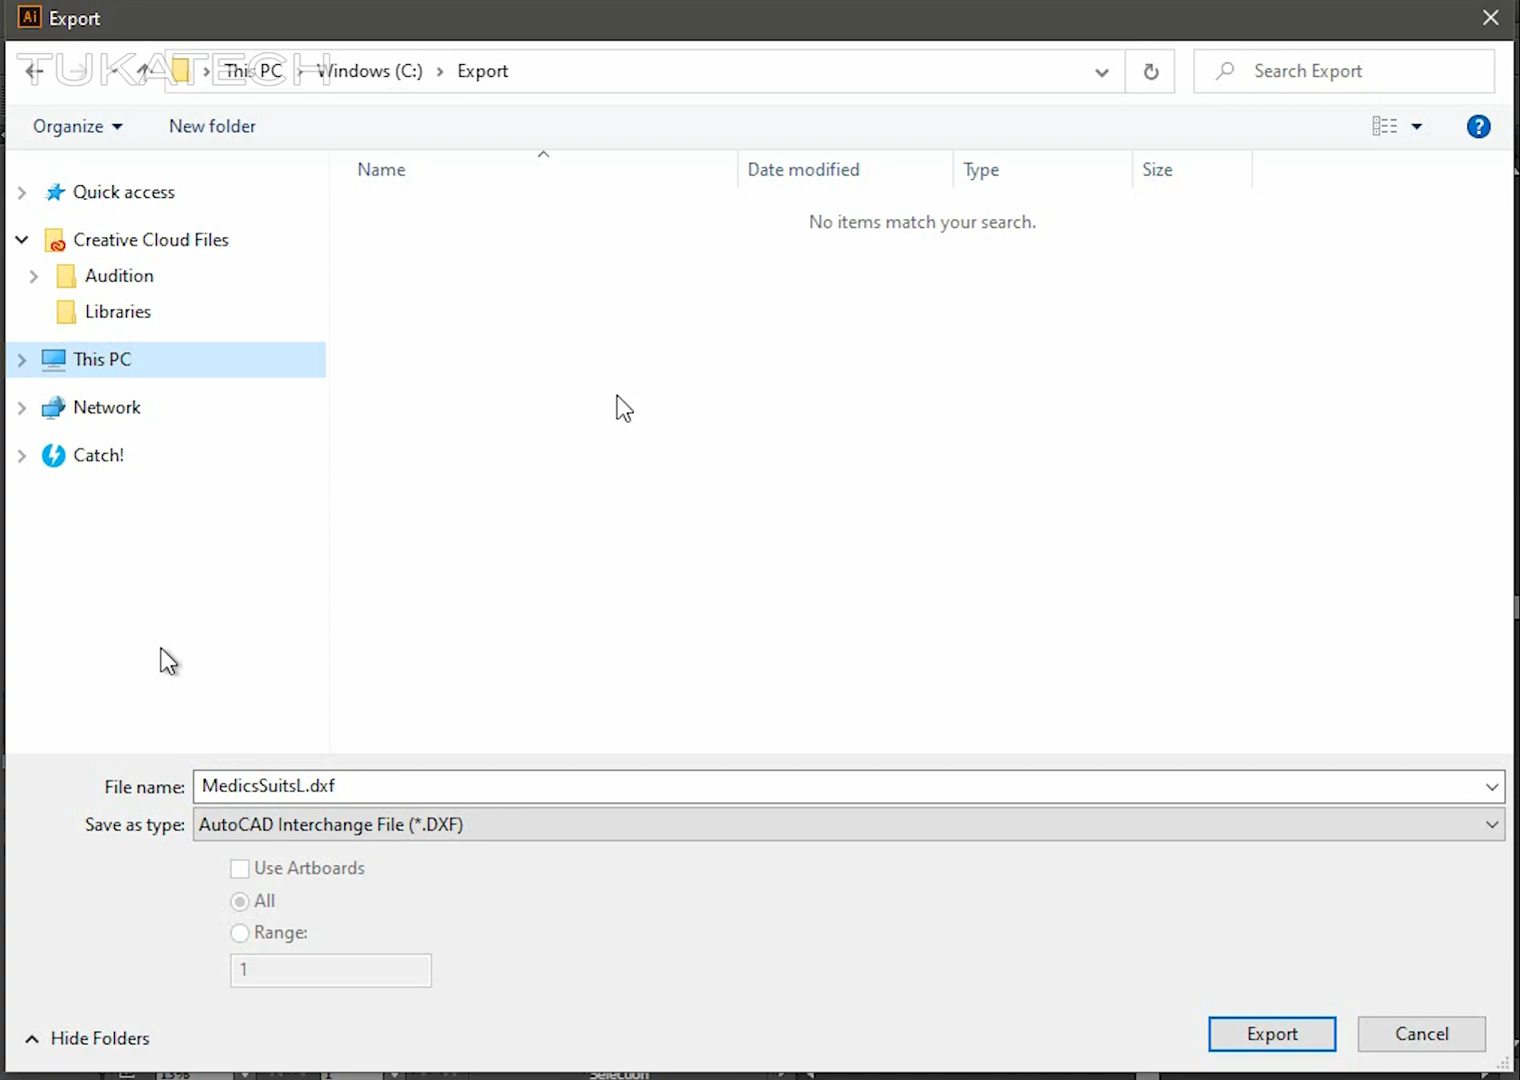 Ai Export
TUKATECH
This PC Windows (C:) Export
Search Export
Organize New folder
?
Name Date modified Type Size
No items match your search.
Quick access
Creative Cloud Files
Audition
Libraries
This PC
Network
Catch!
File name: MedicsSuitsL.dxf
Save as type: AutoCAD Interchange File (*.DXF)
Use Artboards
All
Range:
1
Hide Folders
Export Cancel
Selection